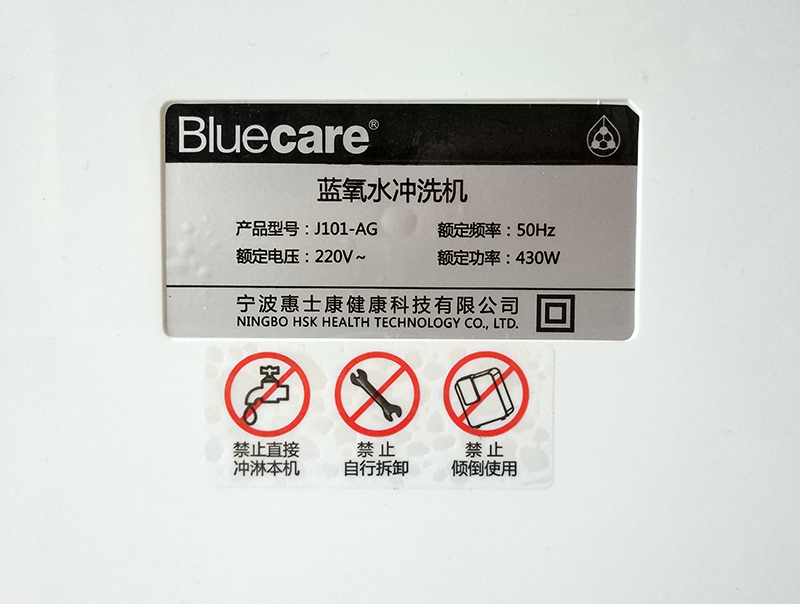 Bluecare®
蓝氧水冲洗机
产品型号：J101-AG 额定频率：50Hz
额定电压：220V~ 额定功率：430W
宁波惠士康健康科技有限公司
NINGBO HSK HEALTH TECHNOLOGY CO., LTD.
禁止直接
冲淋本机
禁止
自行拆卸
禁止
倾倒使用